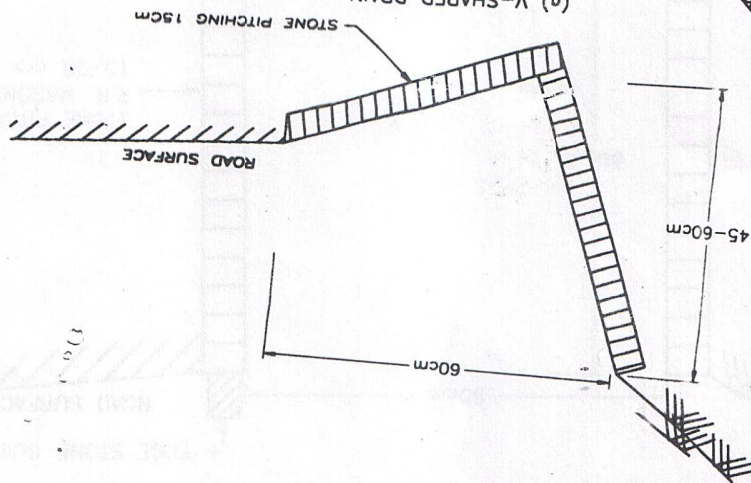 60cm
45-60cm
ROAD SURFACE
STONE PITCHING 15cm
(a) V-SHAPED DRAIN